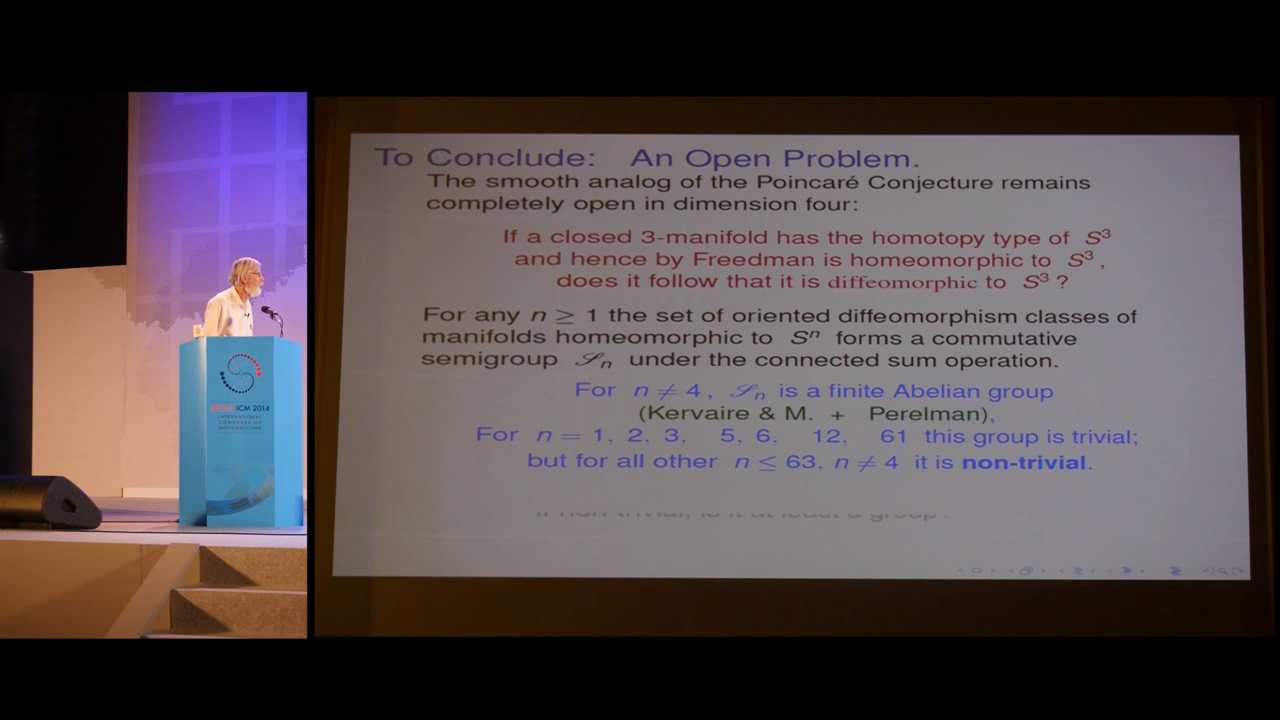 To Conclude: An Open Problem.
The smooth analog of the Poincaré Conjecture remains
completely open in dimension four:
If a closed 3-manifold has the homotopy type of S³
and hence by Freedman is homeomorphic to S³,
does it follow that it is diffeomorphic to S³?
For any n ≥ 1 the set of oriented diffeomorphism classes of
manifolds homeomorphic to Sⁿ forms a commutative
semigroup 𝒮ₙ under the connected sum operation.
For n ≠ 4, 𝒮ₙ is a finite Abelian group
(Kervaire & M. + Perelman),
For n = 1, 2, 3, 5, 6, 12, 61 this group is trivial;
but for all other n ≤ 63, n ≠ 4 it is non-trivial.
ICM 2014
INTERNATIONAL
CONGRESS OF
MATHEMATICIANS